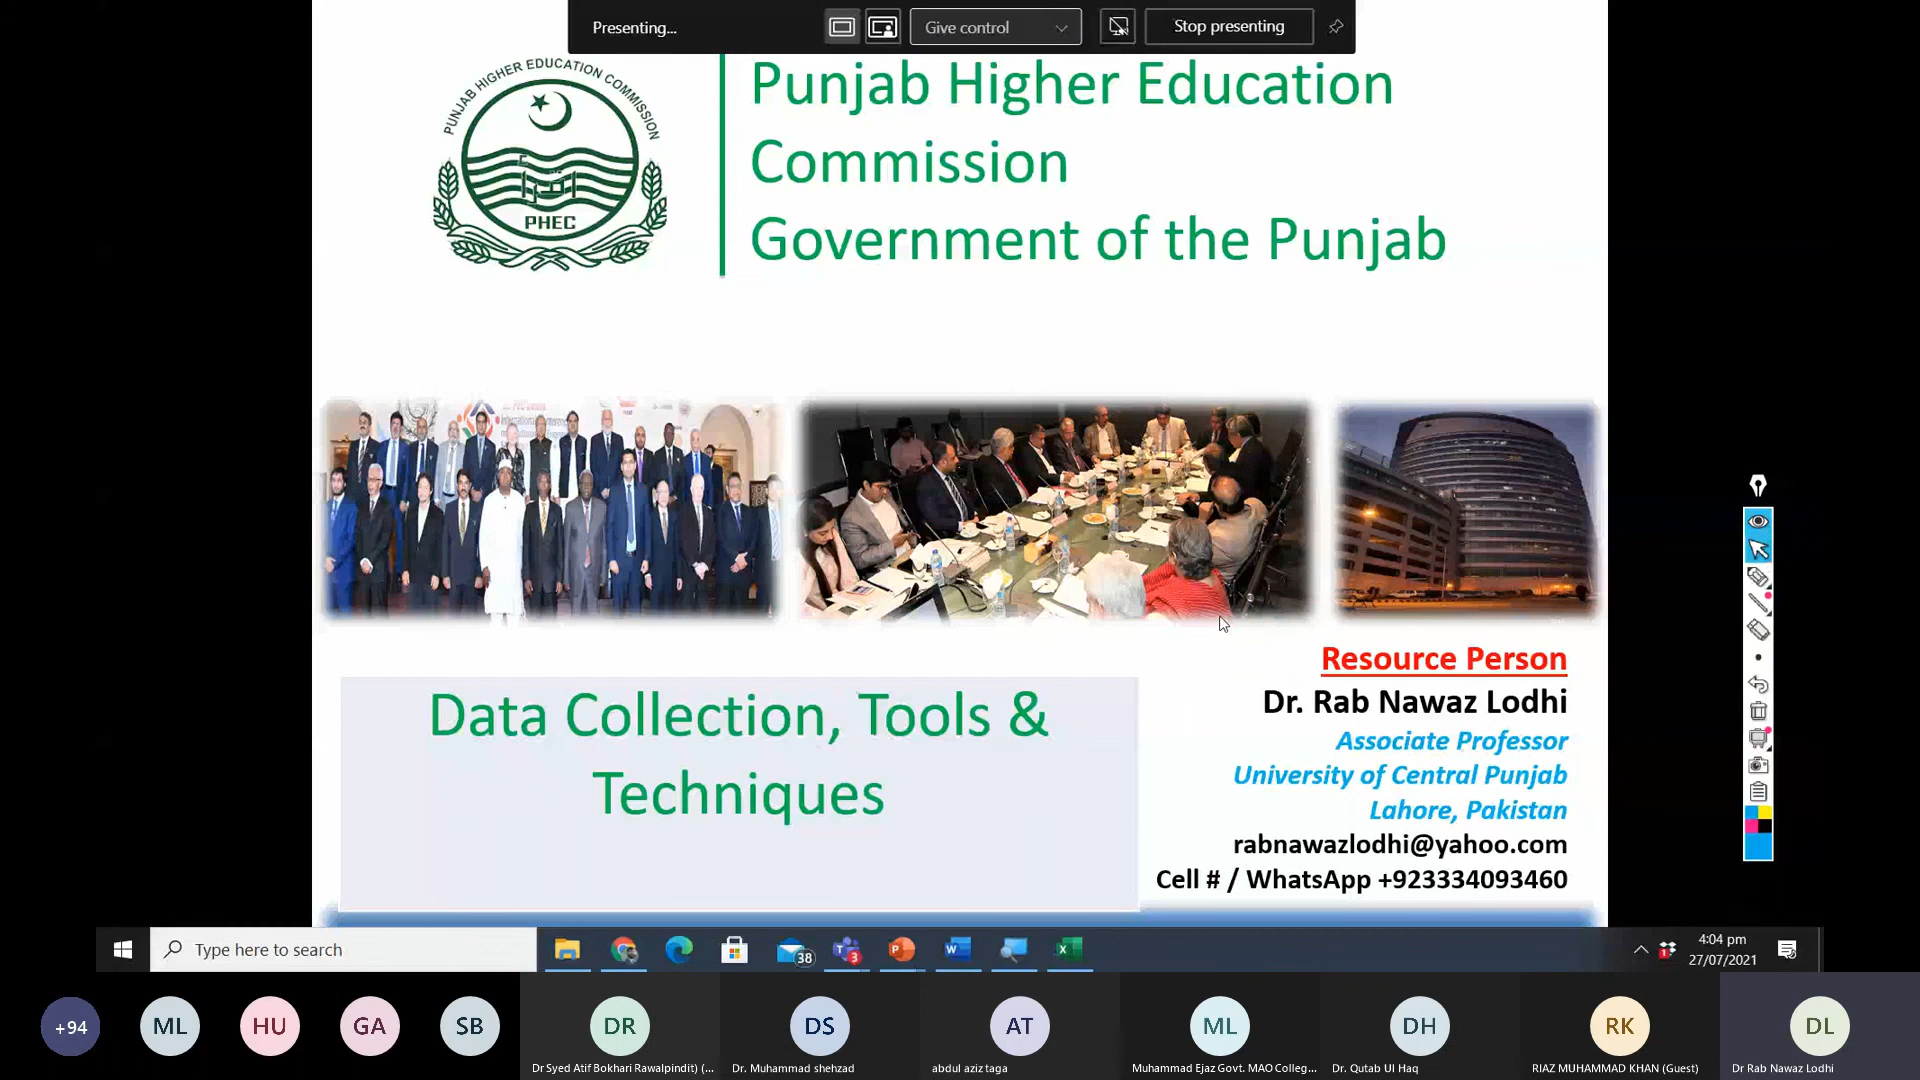 Presenting...
Give control
Stop presenting
PUNJAB HIGHER EDUCATION COMMISSION
PHEC
Punjab Higher Education
Commission
Government of the Punjab
Data Collection, Tools &
Techniques
Resource Person
Dr. Rab Nawaz Lodhi
Associate Professor
University of Central Punjab
Lahore, Pakistan
rabnawazlodhi@yahoo.com
Cell # / WhatsApp +923334093460
Type here to search
38
3
1
4:04 pm
27/07/2021
+94
ML
HU
GA
SB
DR
DS
AT
ML
DH
RK
DL
Dr Syed Atif Bokhari Rawalpindit) (...
Dr. Muhammad shehzad
abdul aziz taga
Muhammad Ejaz Govt. MAO Colleg...
Dr. Qutab Ul Haq
RIAZ MUHAMMAD KHAN (Guest)
Dr Rab Nawaz Lodhi